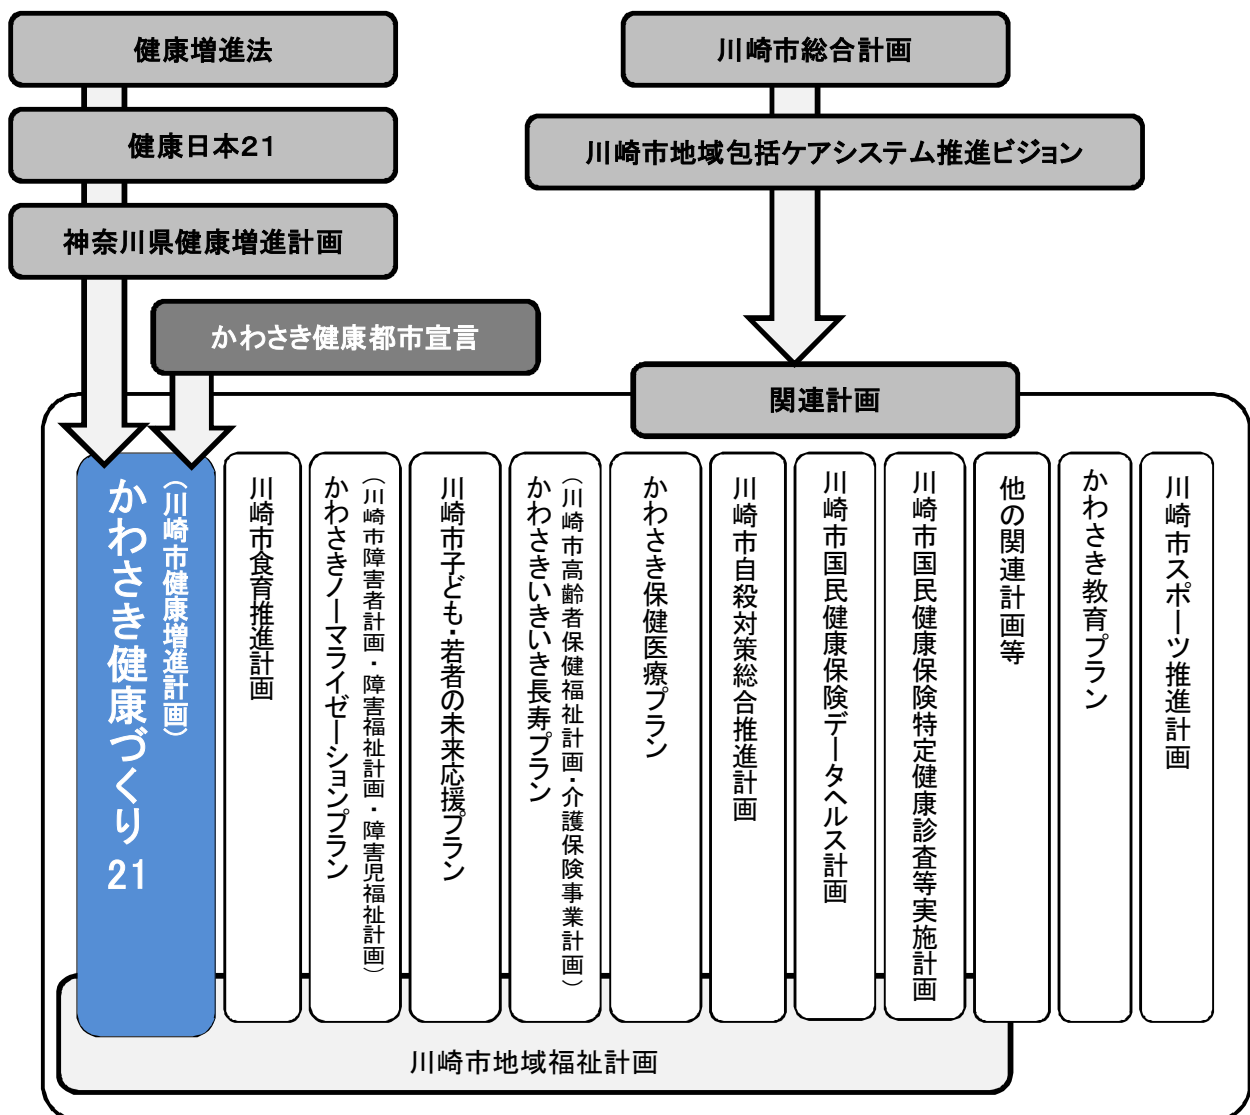 健康増進法
健康日本21
神奈川県健康増進計画
かわさき健康都市宣言
川崎市総合計画
川崎市地域包括ケアシステム推進ビジョン
関連計画
かわさき健康づくり21
（川崎市健康増進計画）
川崎市食育推進計画
かわさきノーマライゼーションプラン
（川崎市障害者計画・障害福祉計画・障害児福祉計画）
川崎市子ども・若者の未来応援プラン
かわさきいきいき長寿プラン
（川崎市高齢者保健福祉計画・介護保険事業計画）
かわさき保健医療プラン
川崎市自殺対策総合推進計画
川崎市国民健康保険データヘルス計画
川崎市国民健康保険特定健康診査等実施計画
他の関連計画等
かわさき教育プラン
川崎市スポーツ推進計画
川崎市地域福祉計画